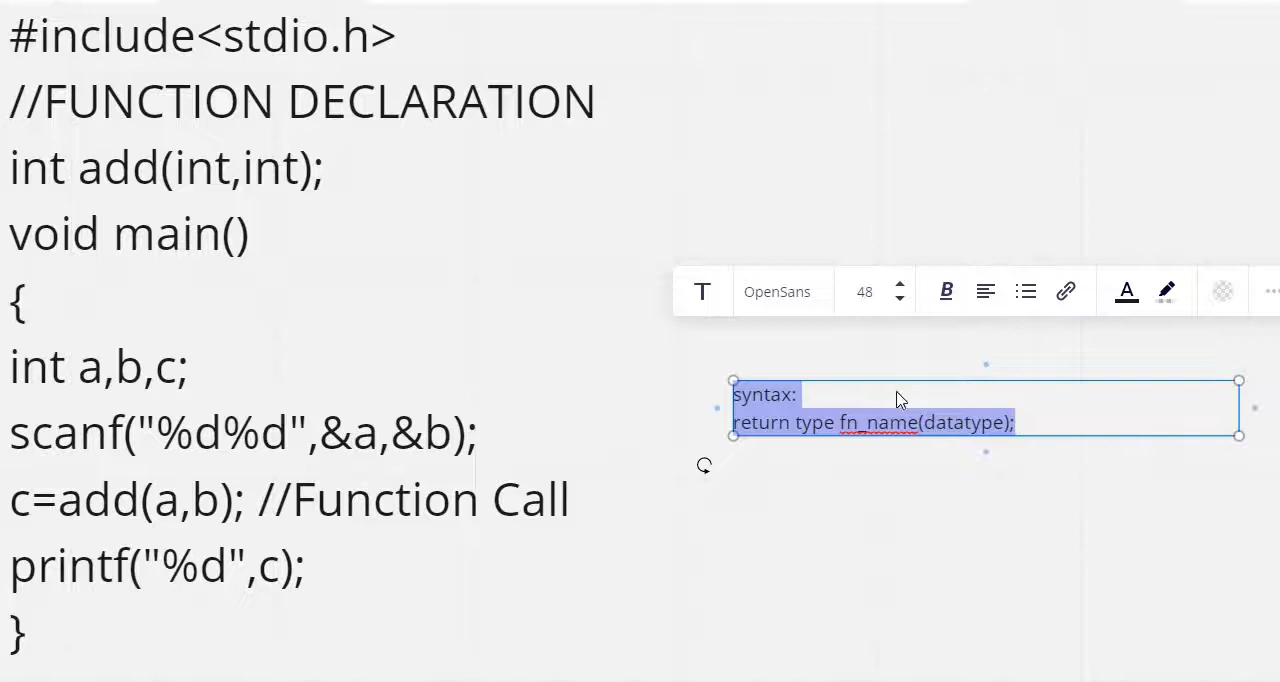 #include<stdio.h>
//FUNCTION DECLARATION
int add(int,int);
void main()
{
int a,b,c;
scanf("%d%d",&a,&b);
c=add(a,b); //Function Call
printf("%d",c);
}
T OpenSans 48 B A
syntax:
return type fn_name(datatype);